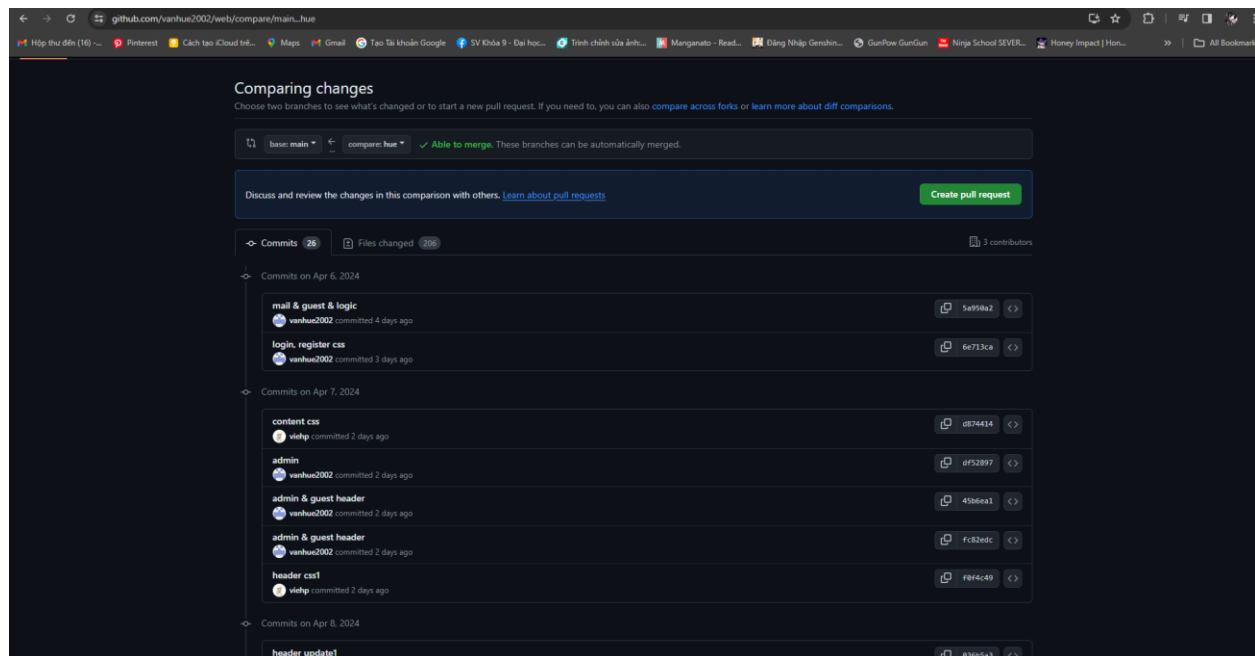 github.com/vanhue2002/web/compare/main...hue
Hộp thư đến (16) -... Pinterest Cách tạo iCloud trê... Maps Gmail Tạo Tài khoản Google SV Khóa 9 - Đại học... Trình chỉnh sửa ảnh:... Manganato - Read... Đăng Nhập Genshin... GunPow GunGun Ninja School SEVER... Honey Impact | Hon... » All Bookmark
Comparing changes
Choose two branches to see what's changed or to start a new pull request. If you need to, you can also compare across forks or learn more about diff comparisons.
base: main compare: hue Able to merge. These branches can be automatically merged.
Discuss and review the changes in this comparison with others. Learn about pull requests Create pull request
Commits 26 Files changed 206 3 contributors
Commits on Apr 6, 2024
mail & guest & logic
vanhue2002 committed 4 days ago 5a950a2
login, register css
vanhue2002 committed 3 days ago 6e713ca
Commits on Apr 7, 2024
content css
viehp committed 2 days ago d874414
admin
vanhue2002 committed 2 days ago df52897
admin & guest header
vanhue2002 committed 2 days ago 45b6ea1
admin & guest header
vanhue2002 committed 2 days ago fc82edc
header css1
viehp committed 2 days ago f0f4c49
Commits on Apr 8, 2024
header update1